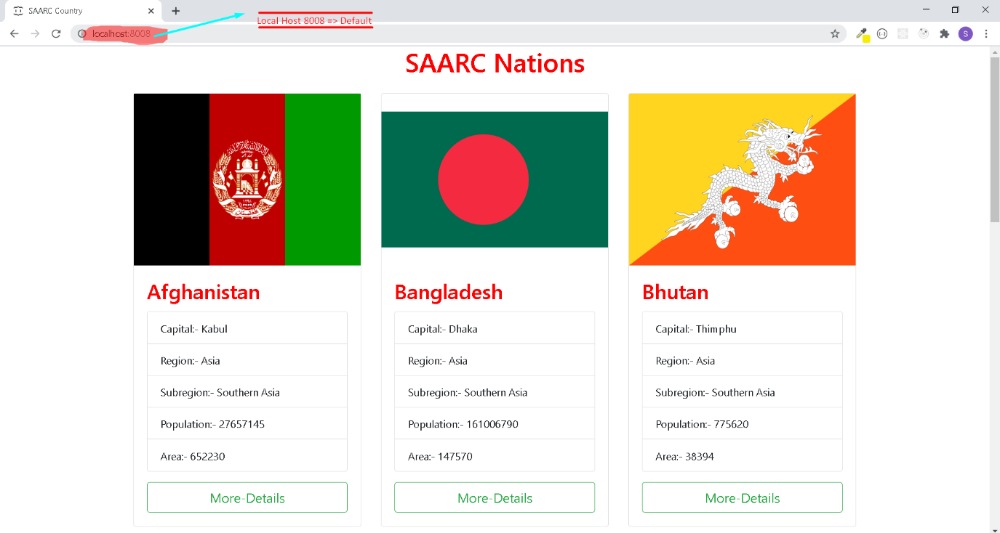 SAARC Country
Local Host 8008 => Default
localhost:8008
S
SAARC Nations
Afghanistan
Capital:- Kabul
Region:- Asia
Subregion:- Southern Asia
Population:- 27657145
Area:- 652230
More-Details
Bangladesh
Capital:- Dhaka
Region:- Asia
Subregion:- Southern Asia
Population:- 161006790
Area:- 147570
More-Details
Bhutan
Capital:- Thimphu
Region:- Asia
Subregion:- Southern Asia
Population:- 775620
Area:- 38394
More-Details